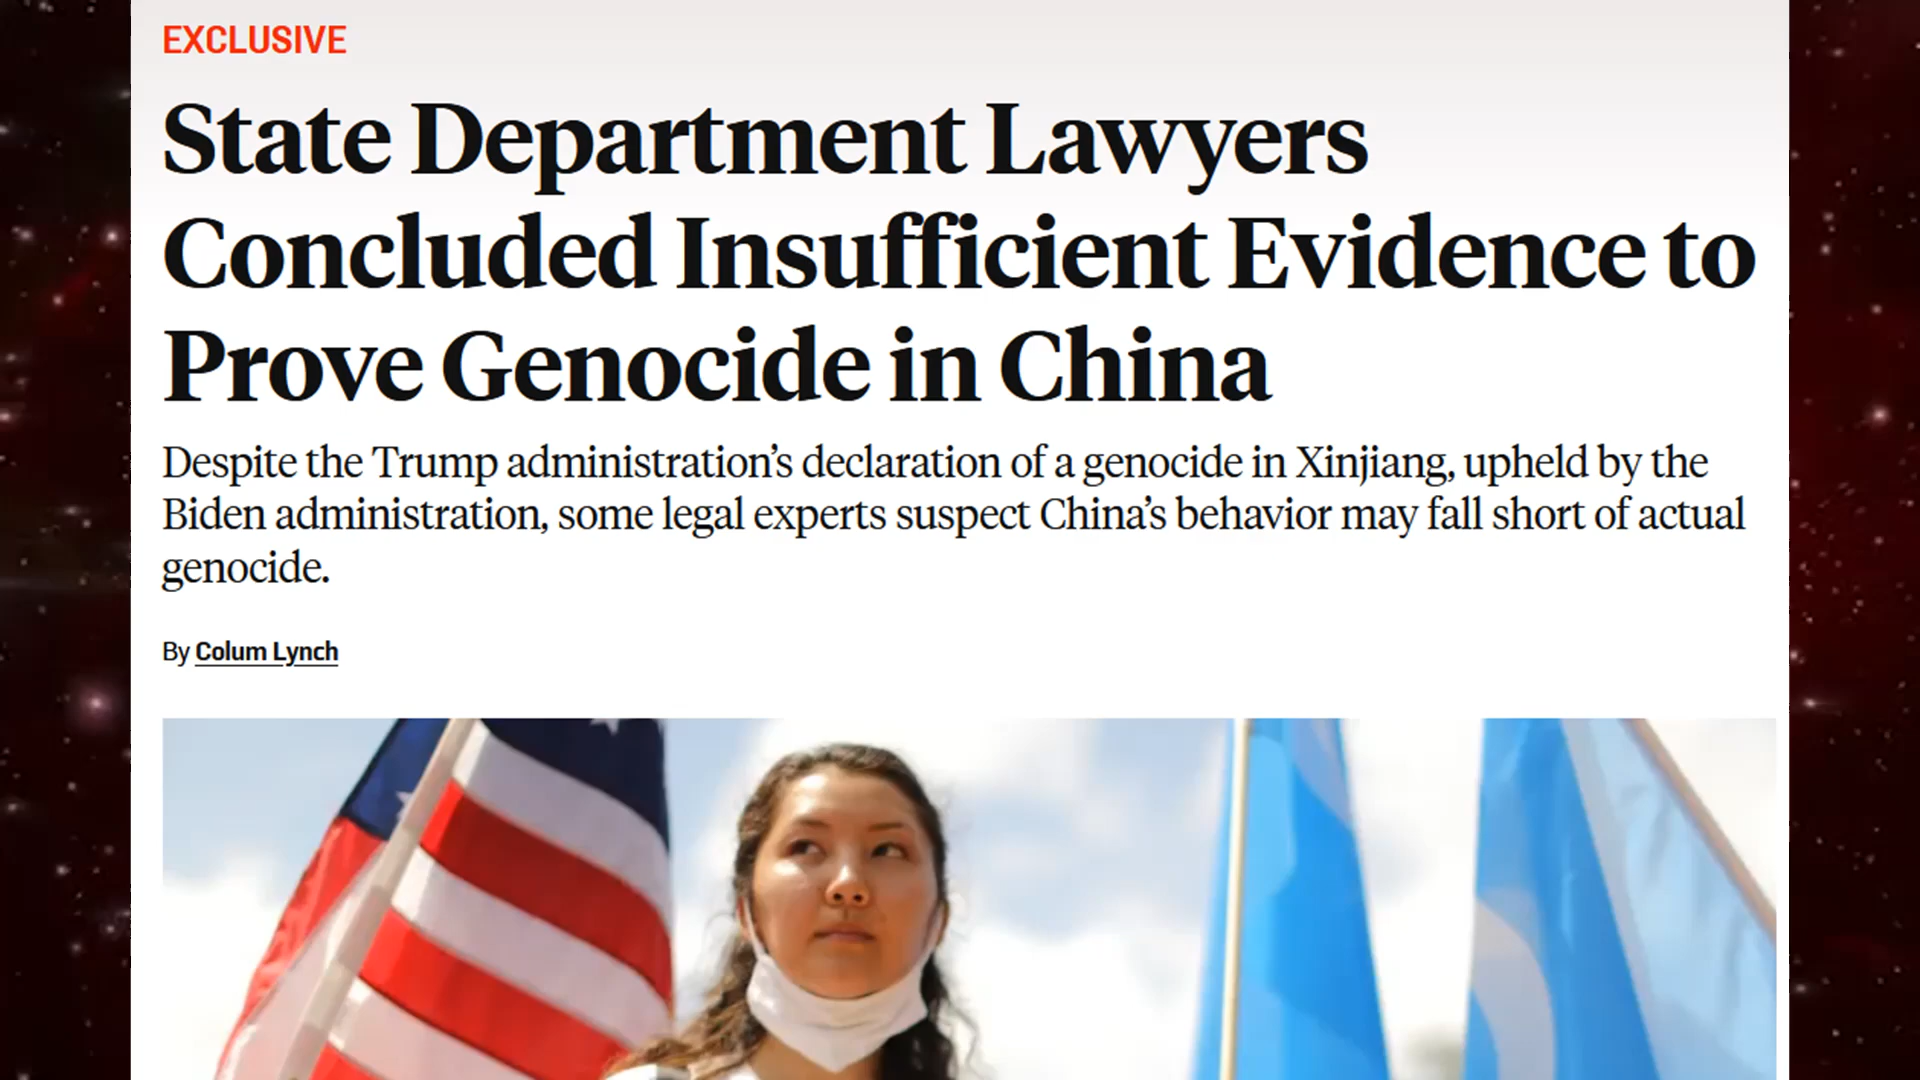 EXCLUSIVE
State Department Lawyers
Concluded Insufficient Evidence to
Prove Genocide in China
Despite the Trump administration’s declaration of a genocide in Xinjiang, upheld by the
Biden administration, some legal experts suspect China’s behavior may fall short of actual
genocide.
By Colum Lynch